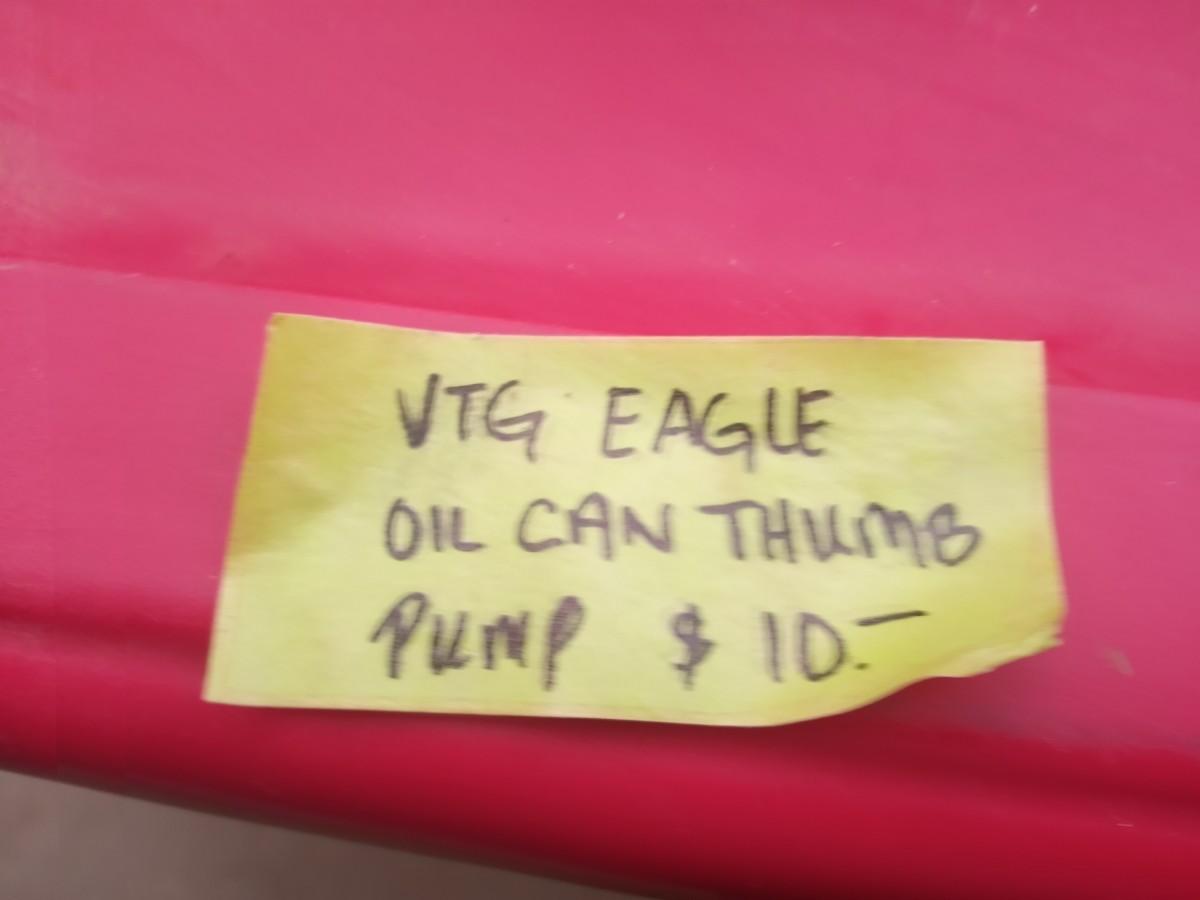 VTG EAGLE
OIL CAN THUMB
PUMP $ 10.-